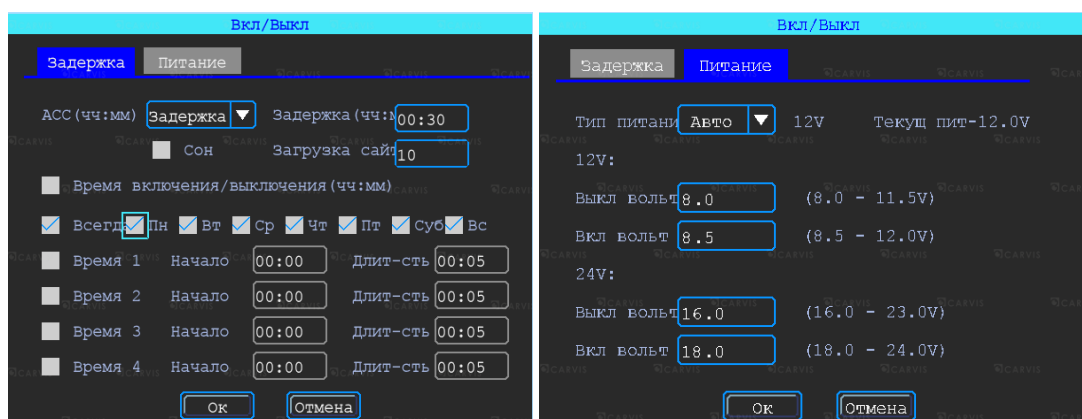 Вкл/Выкл
Задержка Питание
ACC(чч:мм) Задержка Задержка(чч: 00:30
Сон Загрузка сайт 10
Время включения/выключения(чч:мм)
Всегд Пн Вт Ср Чт Пт Суб Вс
Время 1 Начало 00:00 Длит-сть 00:05
Время 2 Начало 00:00 Длит-сть 00:05
Время 3 Начало 00:00 Длит-сть 00:05
Время 4 Начало 00:00 Длит-сть 00:05
Ок Отмена
Вкл/Выкл
Задержка Питание
Тип питани Авто 12V Текущ пит-12.0V
12V:
Выкл вольт 8.0 (8.0 - 11.5V)
Вкл вольт 8.5 (8.5 - 12.0V)
24V:
Выкл вольт 16.0 (16.0 - 23.0V)
Вкл вольт 18.0 (18.0 - 24.0V)
Ок Отмена
CARVIS